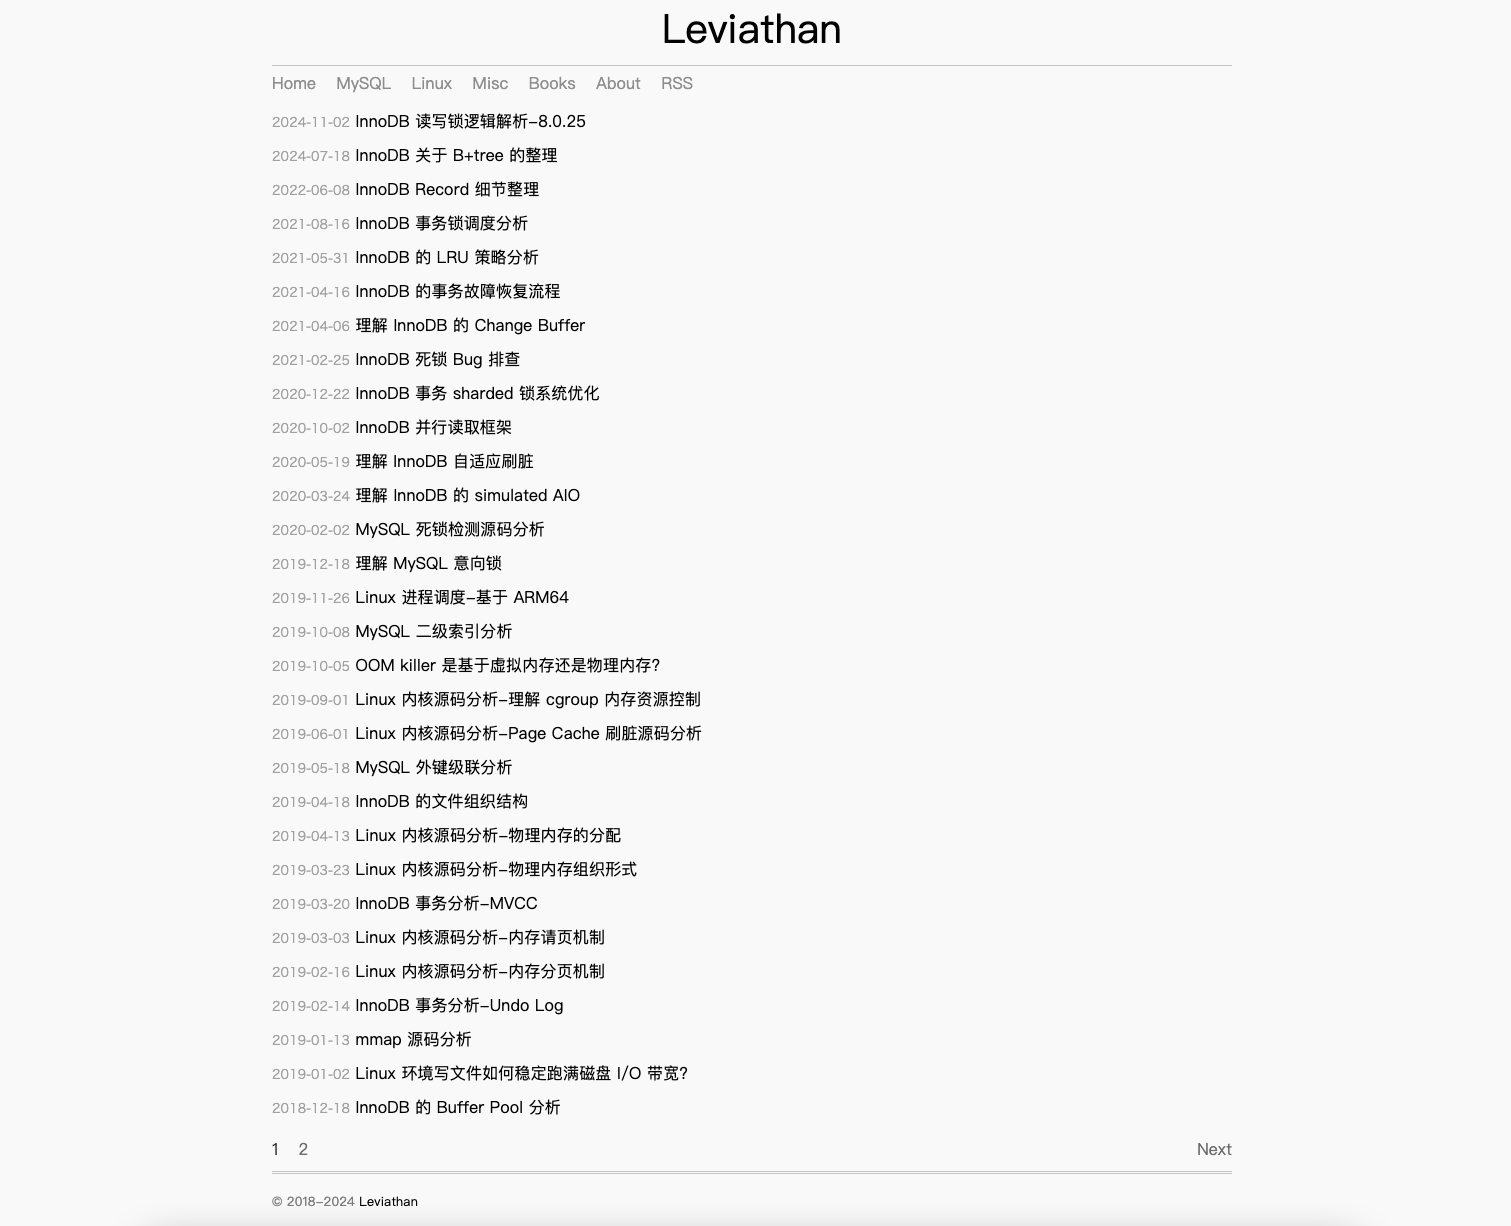 Leviathan
Home MySQL Linux Misc Books About RSS
2024-11-02 InnoDB 读写锁逻辑解析-8.0.25
2024-07-18 InnoDB 关于 B+tree 的整理
2022-06-08 InnoDB Record 细节整理
2021-08-16 InnoDB 事务锁调度分析
2021-05-31 InnoDB 的 LRU 策略分析
2021-04-16 InnoDB 的事务故障恢复流程
2021-04-06 理解 InnoDB 的 Change Buffer
2021-02-25 InnoDB 死锁 Bug 排查
2020-12-22 InnoDB 事务 sharded 锁系统优化
2020-10-02 InnoDB 并行读取框架
2020-05-19 理解 InnoDB 自适应刷脏
2020-03-24 理解 InnoDB 的 simulated AIO
2020-02-02 MySQL 死锁检测源码分析
2019-12-18 理解 MySQL 意向锁
2019-11-26 Linux 进程调度-基于 ARM64
2019-10-08 MySQL 二级索引分析
2019-10-05 OOM killer 是基于虚拟内存还是物理内存?
2019-09-01 Linux 内核源码分析-理解 cgroup 内存资源控制
2019-06-01 Linux 内核源码分析-Page Cache 刷脏源码分析
2019-05-18 MySQL 外键级联分析
2019-04-18 InnoDB 的文件组织结构
2019-04-13 Linux 内核源码分析-物理内存的分配
2019-03-23 Linux 内核源码分析-物理内存组织形式
2019-03-20 InnoDB 事务分析-MVCC
2019-03-03 Linux 内核源码分析-内存请页机制
2019-02-16 Linux 内核源码分析-内存分页机制
2019-02-14 InnoDB 事务分析-Undo Log
2019-01-13 mmap 源码分析
2019-01-02 Linux 环境写文件如何稳定跑满磁盘 I/O 带宽?
2018-12-18 InnoDB 的 Buffer Pool 分析
1 2 Next
© 2018-2024 Leviathan